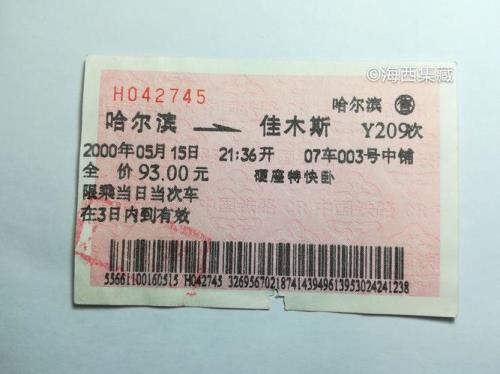 ©海西集藏
H042745
哈尔滨 售
哈尔滨 佳木斯 Y209次
2000年05月15日 21:36开 07车003号中铺
全 价 93.00元 硬座特快卧
限乘当日当次车
在3日内到有效
55661100160515 H042745 32695670218741439496139530242412​38